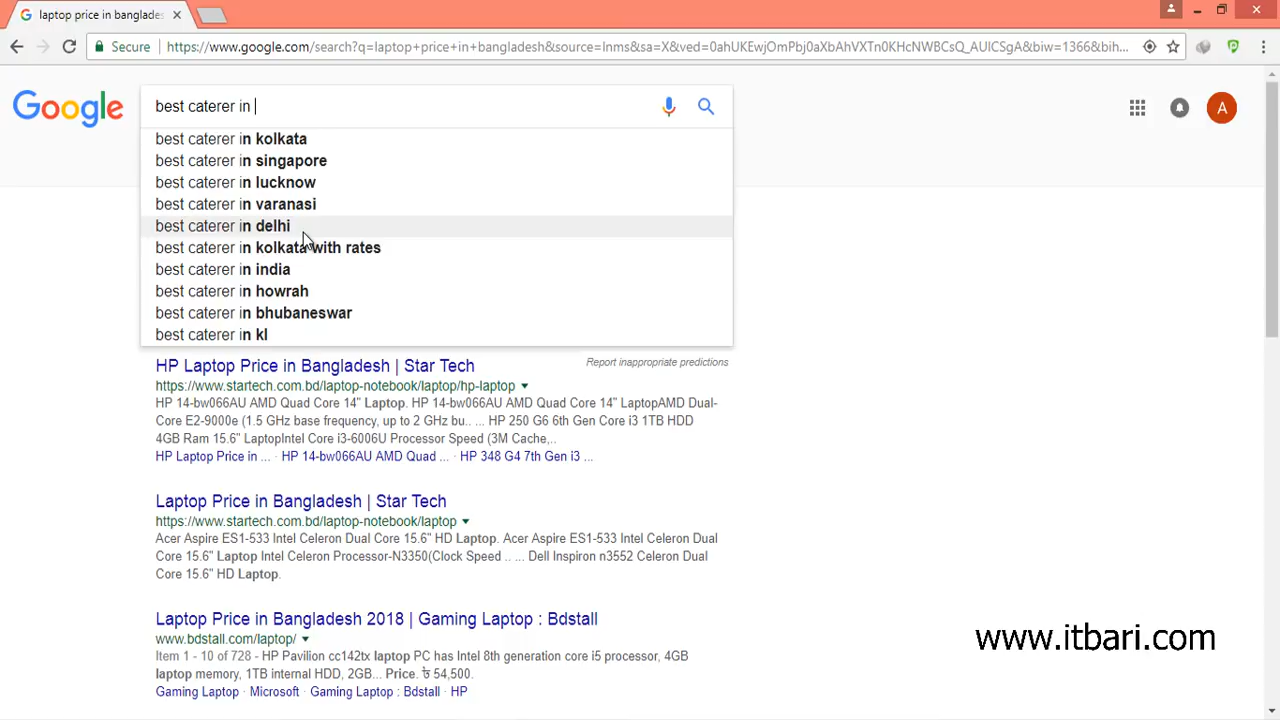 laptop price in banglades
Secure
https://www.google.com/search?q=laptop+price+in+bangladesh&source=lnms&sa=X&ved=0ahUKEwjOmPbj0aXbAhVXTn0KHcNWBCsQ_AUICSgA&biw=1366&bih...
Google
best caterer in
A
best caterer in kolkata
best caterer in singapore
best caterer in lucknow
best caterer in varanasi
best caterer in delhi
best caterer in kolkata with rates
best caterer in india
best caterer in howrah
best caterer in bhubaneswar
best caterer in kl
Report inappropriate predictions
HP Laptop Price in Bangladesh | Star Tech
https://www.startech.com.bd/laptop-notebook/laptop/hp-laptop
HP 14-bw066AU AMD Quad Core 14" Laptop. HP 14-bw066AU AMD Quad Core 14" LaptopAMD Dual-
Core E2-9000e (1.5 GHz base frequency, up to 2 GHz bu.. ... HP 250 G6 6th Gen Core i3 1TB HDD
4GB Ram 15.6" LaptopIntel Core i3-6006U Processor Speed (3M Cache,..
HP Laptop Price in ... · HP 14-bw066AU AMD Quad ... · HP 348 G4 7th Gen i3 ...
Laptop Price in Bangladesh | Star Tech
https://www.startech.com.bd/laptop-notebook/laptop
Acer Aspire ES1-533 Intel Celeron Dual Core 15.6" HD Laptop. Acer Aspire ES1-533 Intel Celeron Dual
Core 15.6" Laptop Intel Celeron Processor-N3350(Clock Speed .. ... Dell Inspiron n3552 Celeron Dual
Core 15.6" HD Laptop.
Laptop Price in Bangladesh 2018 | Gaming Laptop : Bdstall
www.bdstall.com/laptop/
Item 1 - 10 of 728 - HP Pavilion cc142tx laptop PC has Intel 8th generation core i5 processor, 4GB
laptop memory, 1TB internal HDD, 2GB... Price. ৳ 54,500.
Gaming Laptop · Microsoft · Gaming Laptop : Bdstall · HP
www.itbari.com